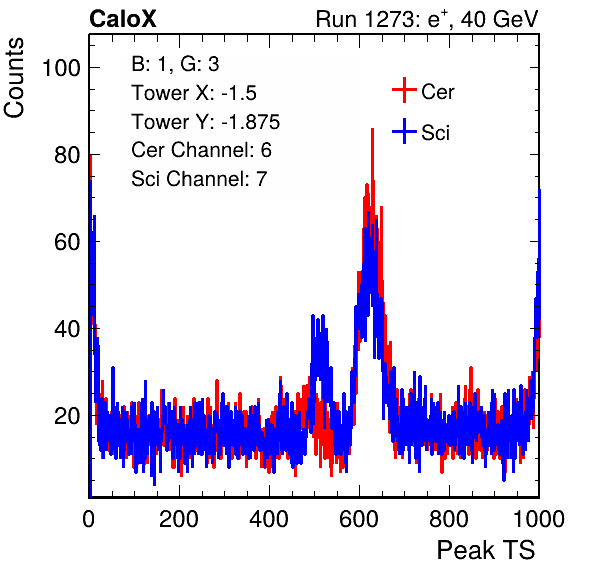 CaloX Run 1273: e⁺, 40 GeV
Counts
B: 1, G: 3
Tower X: -1.5
Tower Y: -1.875
Cer Channel: 6
Sci Channel: 7
Cer
Sci
100
80
60
40
20
0 200 400 600 800 1000
Peak TS